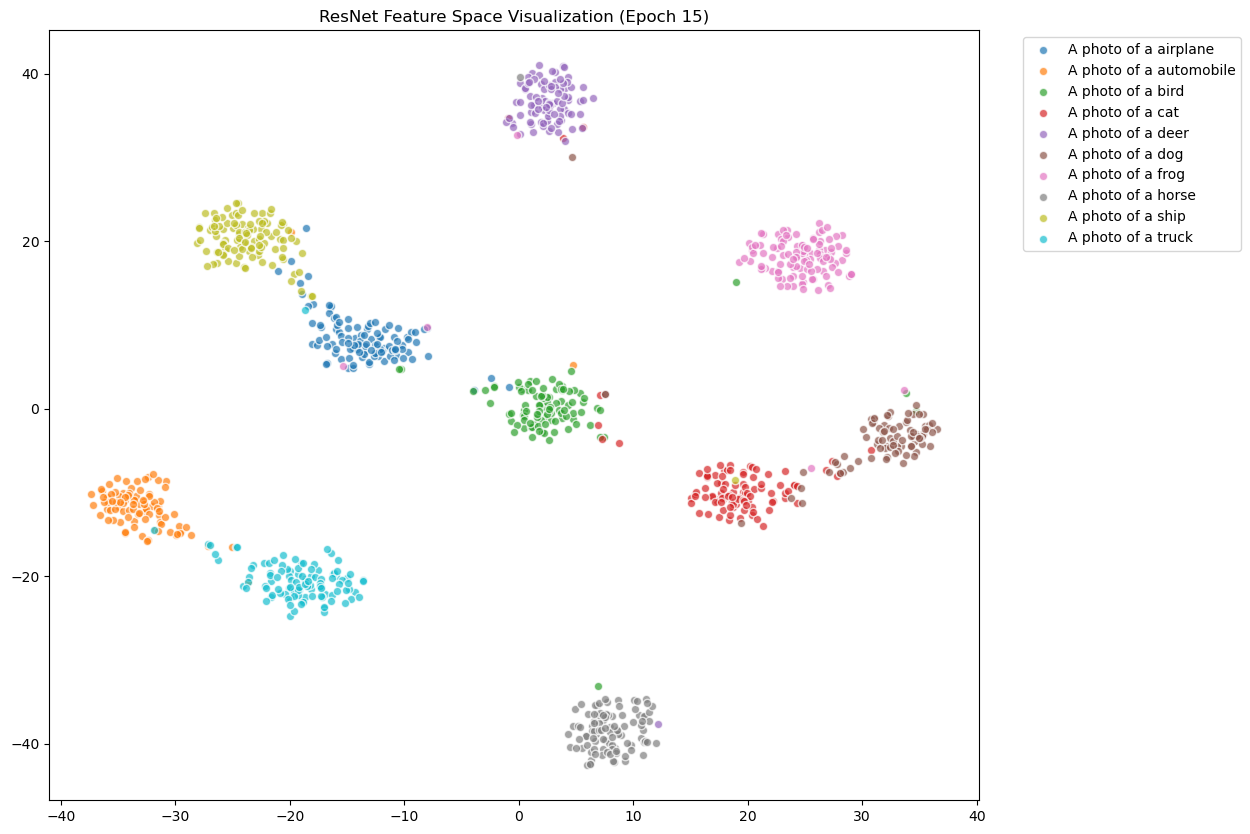 ResNet Feature Space Visualization (Epoch 15)
A photo of a airplane
A photo of a automobile
A photo of a bird
A photo of a cat
A photo of a deer
A photo of a dog
A photo of a frog
A photo of a horse
A photo of a ship
A photo of a truck
40
20
0
−20
−40
−40 −30 −20 −10 0 10 20 30 40